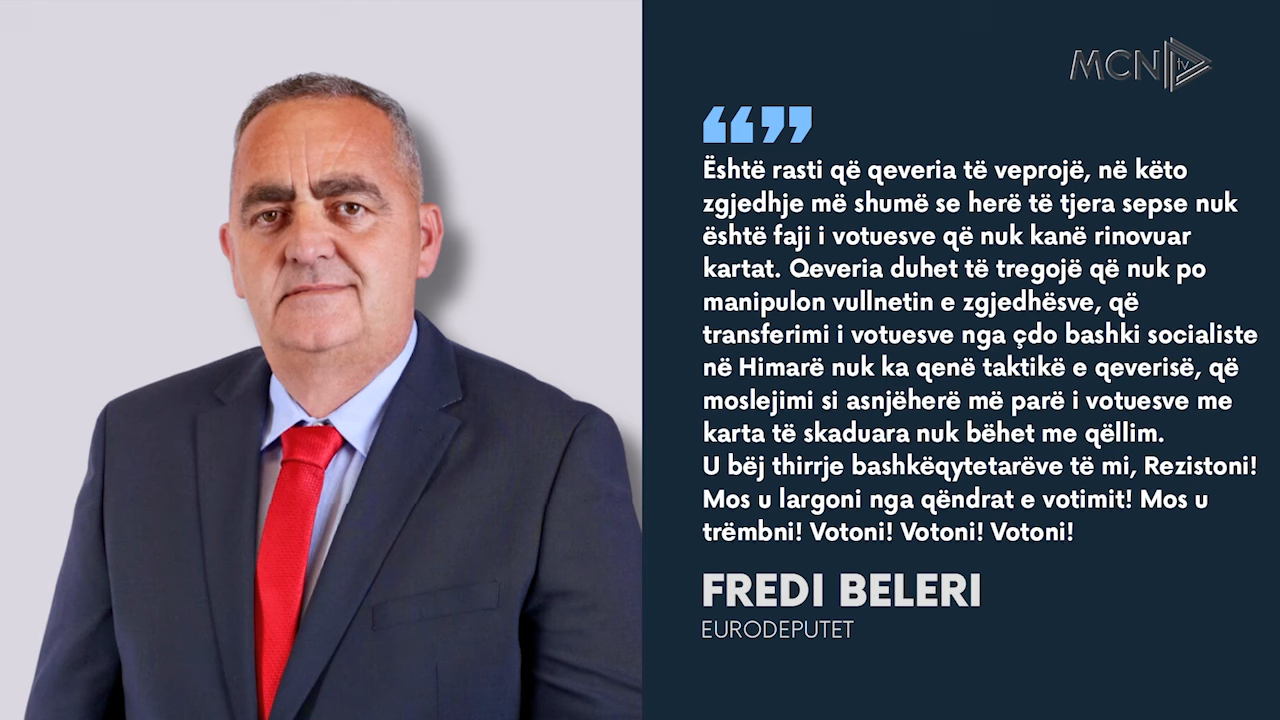 MCN tv
Është rasti që qeveria të veprojë, në këto
zgjedhje më shumë se herë të tjera sepse nuk
është faji i votuesve që nuk kanë rinovuar
kartat. Qeveria duhet të tregojë që nuk po
manipulon vullnetin e zgjedhësve, që
transferimi i votuesve nga çdo bashki socialiste
në Himarë nuk ka qenë taktikë e qeverisë, që
moslejimi si asnjëherë më parë i votuesve me
karta të skaduara nuk bëhet me qëllim.
U bëj thirrje bashkëqytetarëve të mi, Rezistoni!
Mos u largoni nga qëndrat e votimit! Mos u
trëmbni! Votoni! Votoni! Votoni!
FREDI BELERI
EURODEPUTET